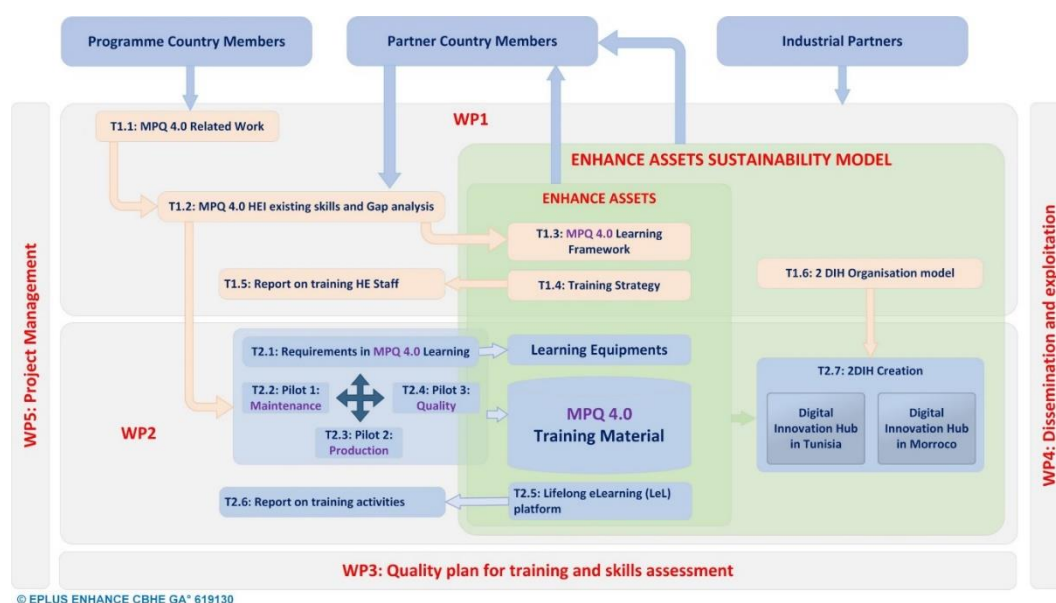 Programme Country Members
Partner Country Members
Industrial Partners
WP1
T1.1: MPQ 4.0 Related Work
ENHANCE ASSETS SUSTAINABILITY MODEL
ENHANCE ASSETS
T1.2: MPQ 4.0 HEI existing skills and Gap analysis
T1.3: MPQ 4.0 Learning
Framework
T1.5: Report on training HE Staff
T1.4: Training Strategy
T1.6: 2 DIH Organisation model
WP5: Project Management
WP4: Dissemination and exploitation
WP2
T2.1: Requirements in MPQ 4.0 Learning
Learning Equipments
T2.2: Pilot 1:
Maintenance
T2.4: Pilot 3:
Quality
T2.3: Pilot 2:
Production
MPQ 4.0
Training Material
T2.7: 2DIH Creation
Digital
Innovation Hub
in Tunisia
Digital
Innovation Hub
in Morroco
T2.6: Report on training activities
T2.5: Lifelong eLearning (LeL)
platform
WP3: Quality plan for training and skills assessment
© EPLUS ENHANCE CBHE GA° 619130